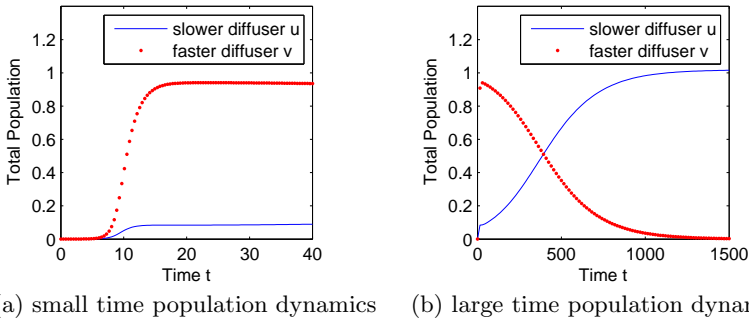 slower diffuser u
faster diffuser v
Total Population
1.2
1
0.8
0.6
0.4
0.2
0
0 10 20 30 40
Time t
(a) small time population dynamics
slower diffuser u
faster diffuser v
Total Population
1.2
1
0.8
0.6
0.4
0.2
0
0 500 1000 1500
Time t
(b) large time population dynam